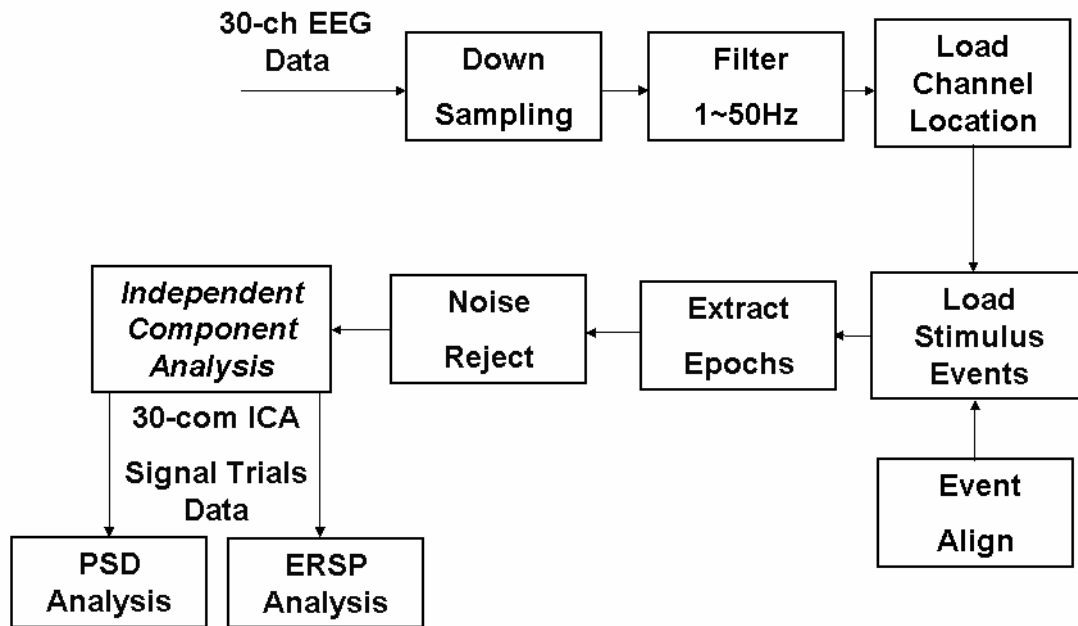 30-ch EEG
Data
Down
Sampling
Filter
1~50Hz
Load
Channel
Location
Independent
Component
Analysis
Noise
Reject
Extract
Epochs
Load
Stimulus
Events
30-com ICA
Signal Trials
Data
Event
Align
PSD
Analysis
ERSP
Analysis